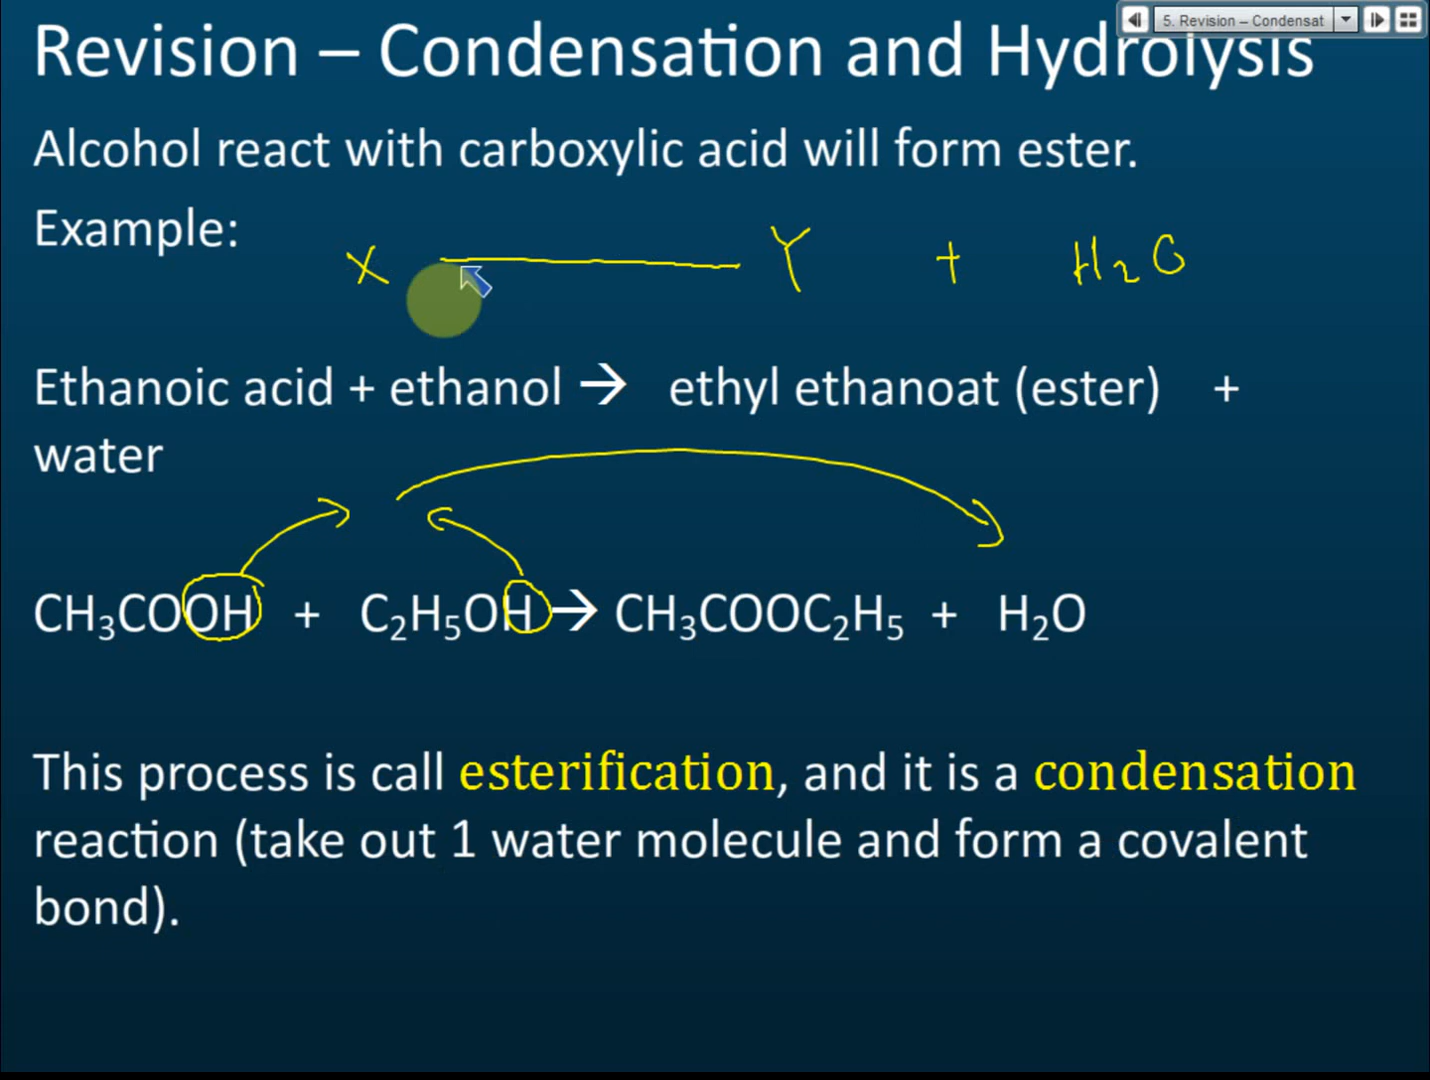 5. Revision – Condensat
Revision – Condensation and Hydrolysis
Alcohol react with carboxylic acid will form ester.
Example:
X — Y + H₂O
Ethanoic acid + ethanol → ethyl ethanoat (ester) +
water
CH₃COOH + C₂H₅OH → CH₃COOC₂H₅ + H₂O
This process is call esterification, and it is a condensation
reaction (take out 1 water molecule and form a covalent
bond).